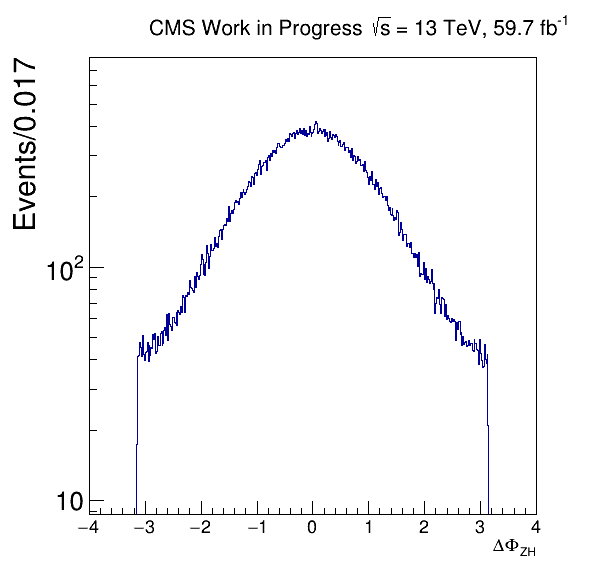 CMS Work in Progress √s = 13 TeV, 59.7 fb⁻¹
Events/0.017
10²
10
−4 −3 −2 −1 0 1 2 3 4
ΔΦ_ZH